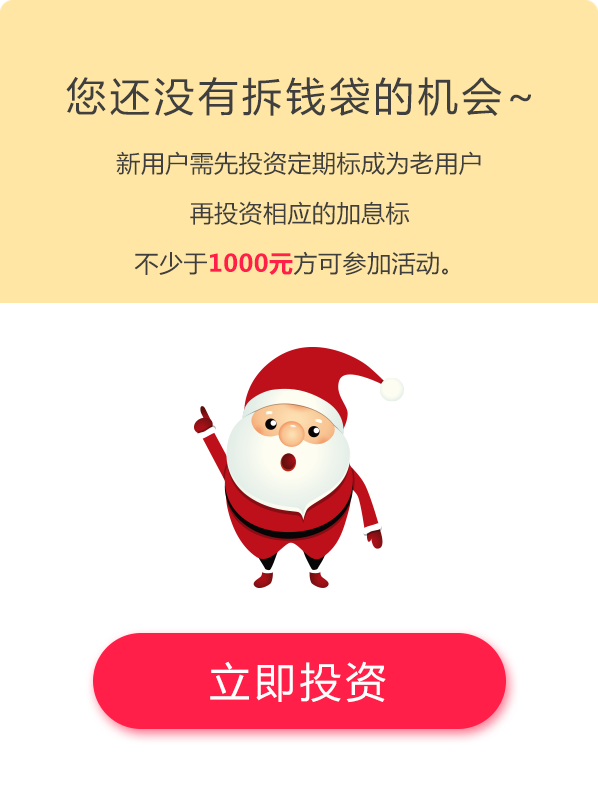 您还没有拆钱袋的机会~
新用户需先投资定期标成为老用户
再投资相应的加息标
不少于1000元方可参加活动。
立即投资